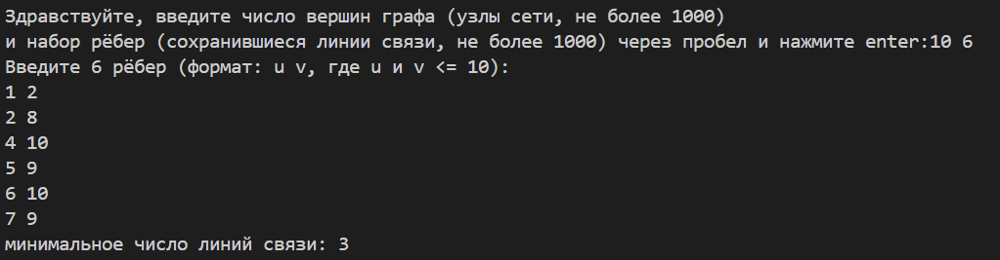 Здравствуйте, введите число вершин графа (узлы сети, не более 1000)
и набор рёбер (сохранившиеся линии связи, не более 1000) через пробел и нажмите enter:10 6
Введите 6 рёбер (формат: u v, где u и v <= 10):
1 2
2 8
4 10
5 9
6 10
7 9
минимальное число линий связи: 3